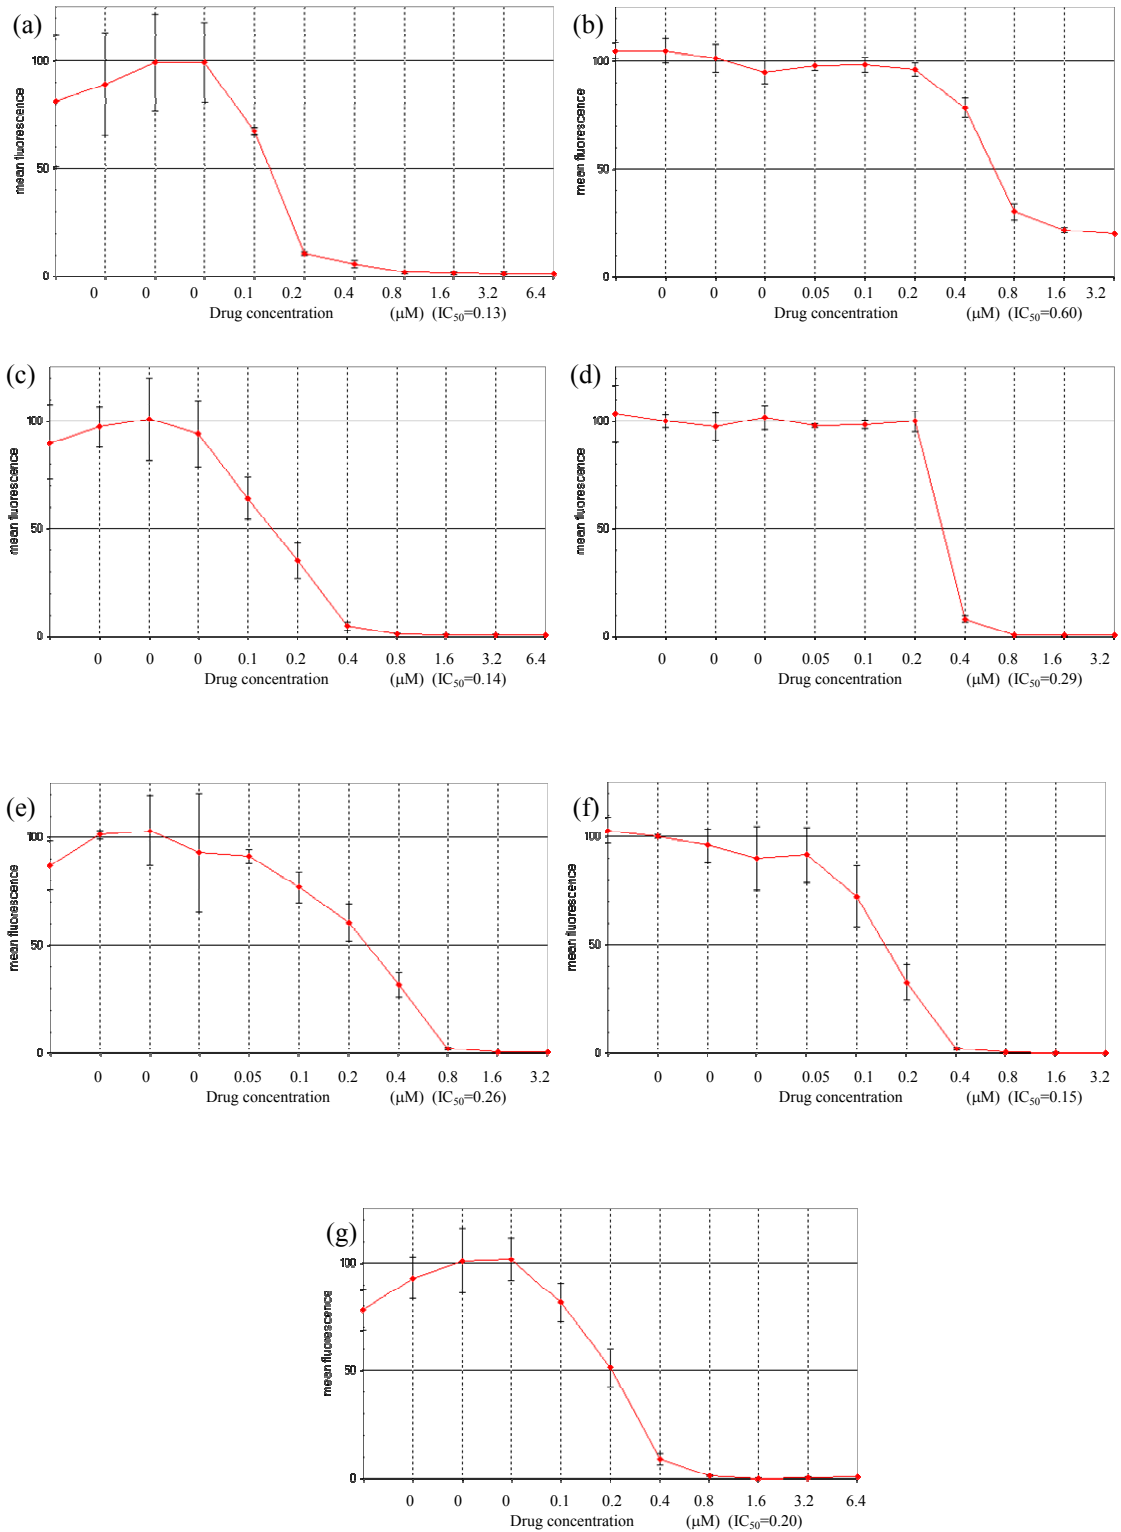 (a)
mean fluorescence
100
50
0
0 0 0 0.1 0.2 0.4 0.8 1.6 3.2 6.4
Drug concentration (μM) (IC50=0.13)
(b)
mean fluorescence
100
50
0
0 0 0 0.05 0.1 0.2 0.4 0.8 1.6 3.2
Drug concentration (μM) (IC50=0.60)
(c)
mean fluorescence
100
50
0
0 0 0 0.1 0.2 0.4 0.8 1.6 3.2 6.4
Drug concentration (μM) (IC50=0.14)
(d)
mean fluorescence
100
50
0
0 0 0 0.05 0.1 0.2 0.4 0.8 1.6 3.2
Drug concentration (μM) (IC50=0.29)
(e)
mean fluorescence
100
50
0
0 0 0 0.05 0.1 0.2 0.4 0.8 1.6 3.2
Drug concentration (μM) (IC50=0.26)
(f)
mean fluorescence
100
50
0
0 0 0 0.05 0.1 0.2 0.4 0.8 1.6 3.2
Drug concentration (μM) (IC50=0.15)
(g)
mean fluorescence
100
50
0
0 0 0 0.1 0.2 0.4 0.8 1.6 3.2 6.4
Drug concentration (μM) (IC50=0.20)